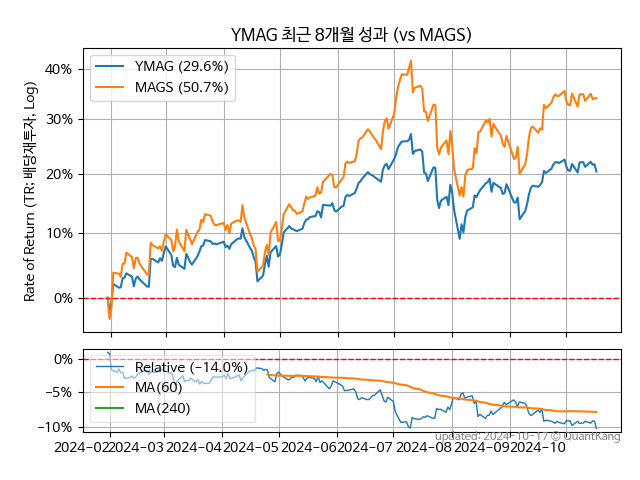 YMAG 최근 8개월 성과 (vs MAGS)
Rate of Return (TR: 배당재투자, Log)
YMAG (29.6%)
MAGS (50.7%)
40%
30%
20%
10%
0%
Relative (−14.0%)
MA(60)
MA(240)
0%
−5%
−10%
2024-02 2024-03 2024-04 2024-05 2024-06 2024-07 2024-08 2024-09 2024-10
updated: 2024-10-17 © QuantKang